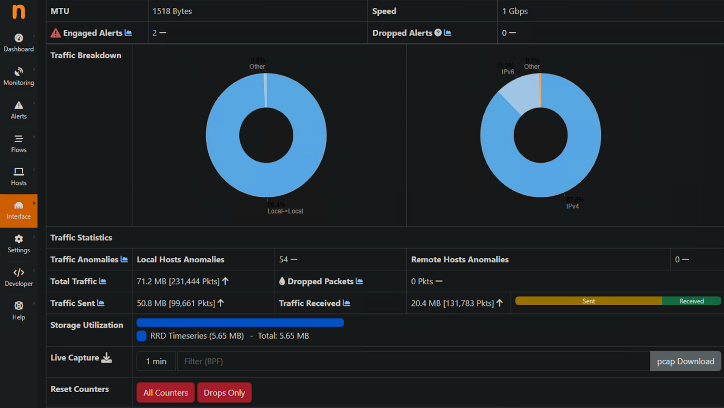 n
MTU 1518 Bytes Speed 1 Gbps
Engaged Alerts 2 — Dropped Alerts 0 —
Dashboard
Monitoring
Alerts
Flows
Hosts
Interface
Settings
Developer
Help
Traffic Breakdown
Other
Local->Local
Other
IPv6
IPv4
Traffic Statistics
Traffic Anomalies Local Hosts Anomalies 54 — Remote Hosts Anomalies 0 —
Total Traffic 71.2 MB [231,444 Pkts] Dropped Packets 0 Pkts —
Traffic Sent 50.8 MB [99,661 Pkts] Traffic Received 20.4 MB [131,783 Pkts] Sent Received
Storage Utilization
RRD Timeseries (5.65 MB) - Total: 5.65 MB
Live Capture 1 min Filter (BPF) pcap Download
Reset Counters All Counters Drops Only